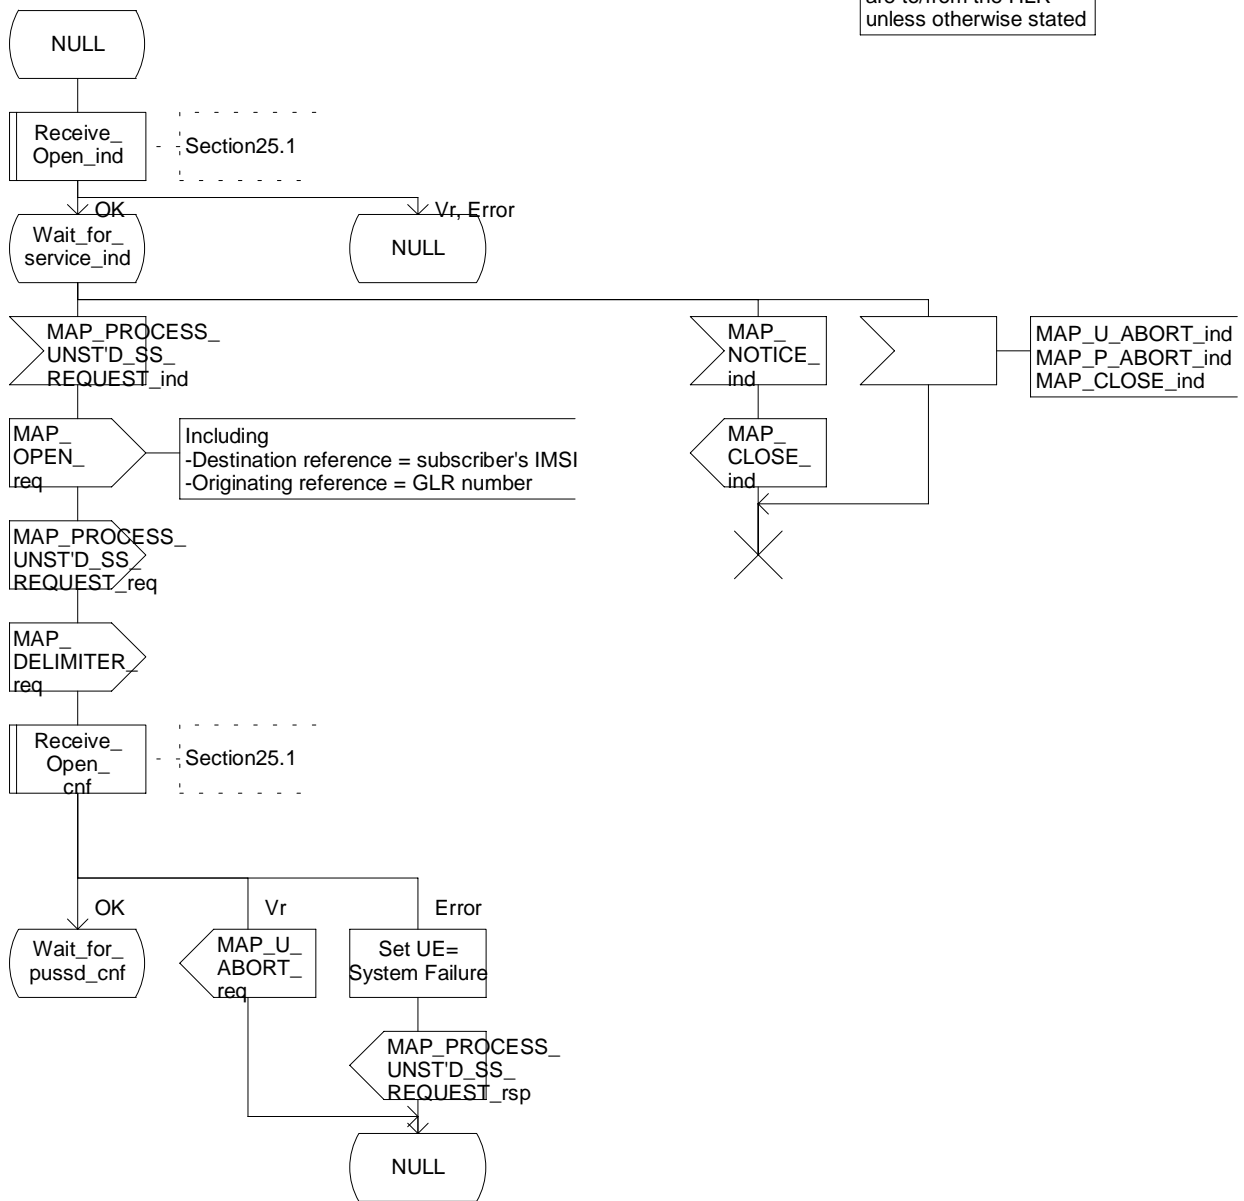 unless otherwise stated
NULL
Receive_
Open_ind
Section25.1
OK
Vr, Error
Wait_for_
service_ind
NULL
MAP_PROCESS_
UNST'D_SS_
REQUEST_ind
MAP_
NOTICE_
ind
MAP_U_ABORT_ind
MAP_P_ABORT_ind
MAP_CLOSE_ind
MAP_
OPEN_
req
Including
-Destination reference = subscriber's IMSI
-Originating reference = GLR number
MAP_
CLOSE_
ind
MAP_PROCESS_
UNST'D_SS_
REQUEST_req
MAP_
DELIMITER_
req
Receive_
Open_
cnf
Section25.1
OK
Vr
Error
Wait_for_
pussd_cnf
MAP_U_
ABORT_
req
Set UE=
System Failure
MAP_PROCESS_
UNST'D_SS_
REQUEST_rsp
NULL